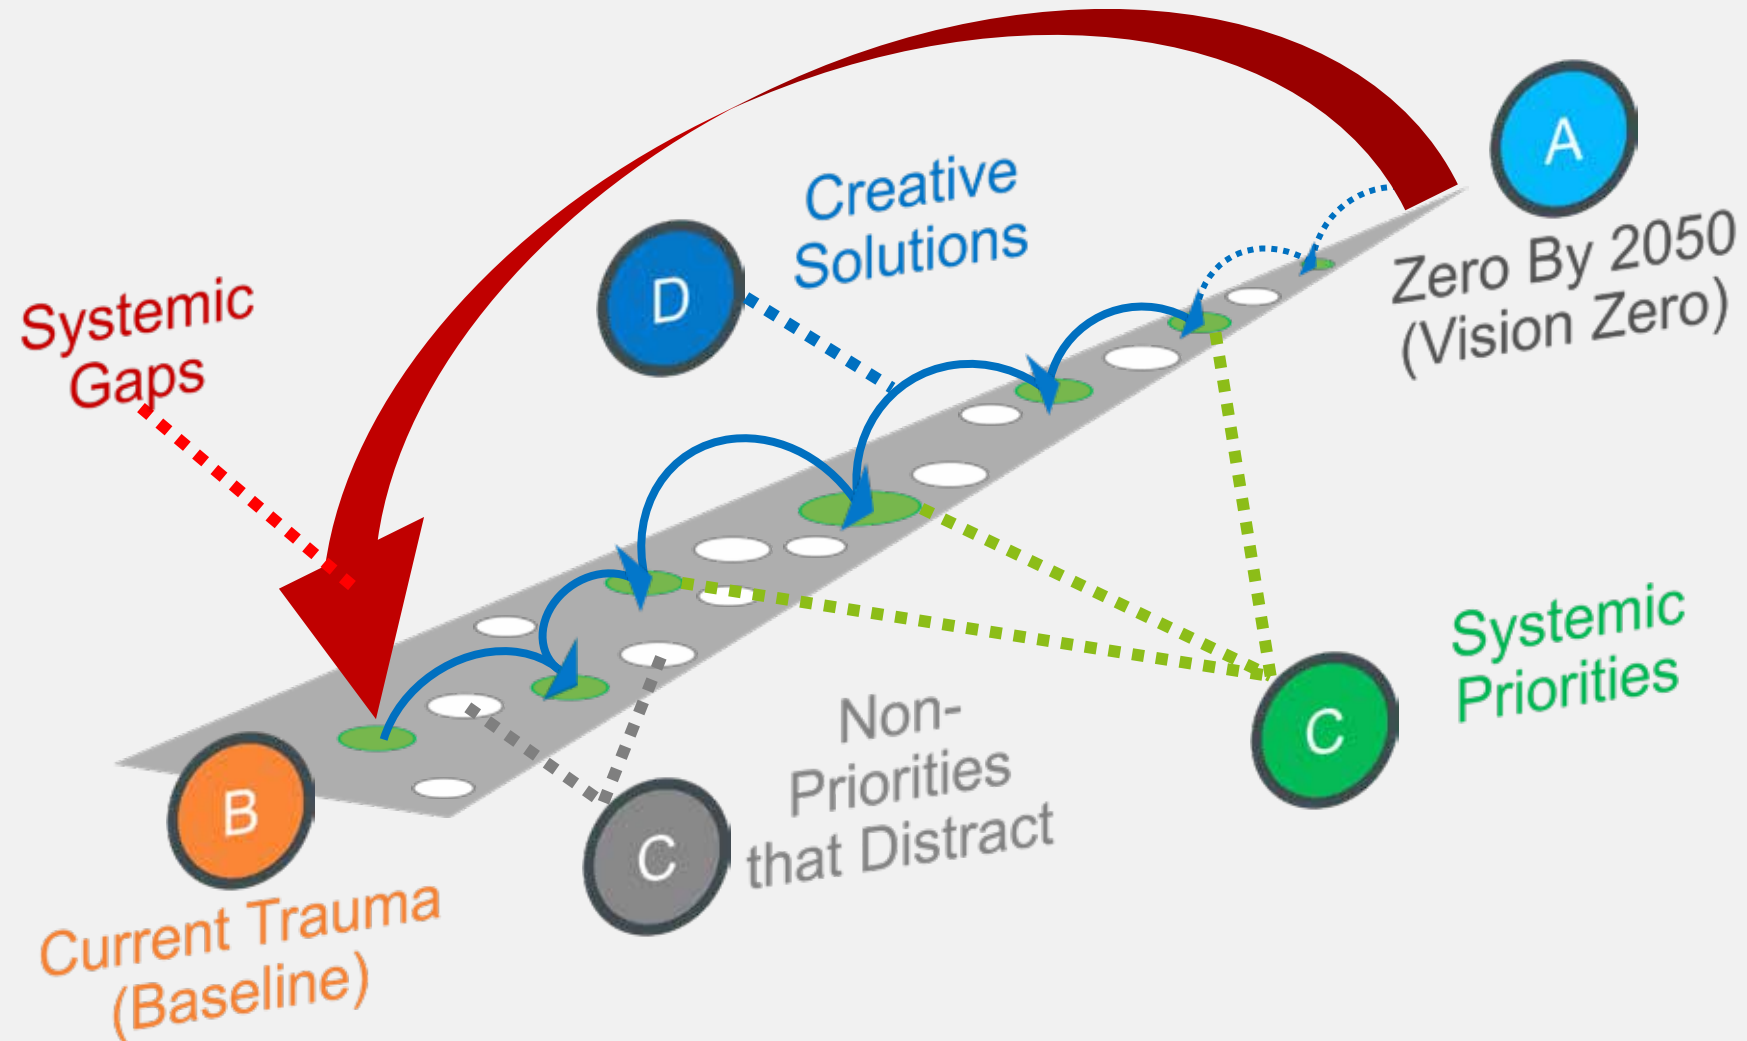 A
Zero By 2050
(Vision Zero)
Creative
Solutions
D
Systemic
Gaps
Systemic
Priorities
C
Non-
Priorities
that Distract
C
B
Current Trauma
(Baseline)